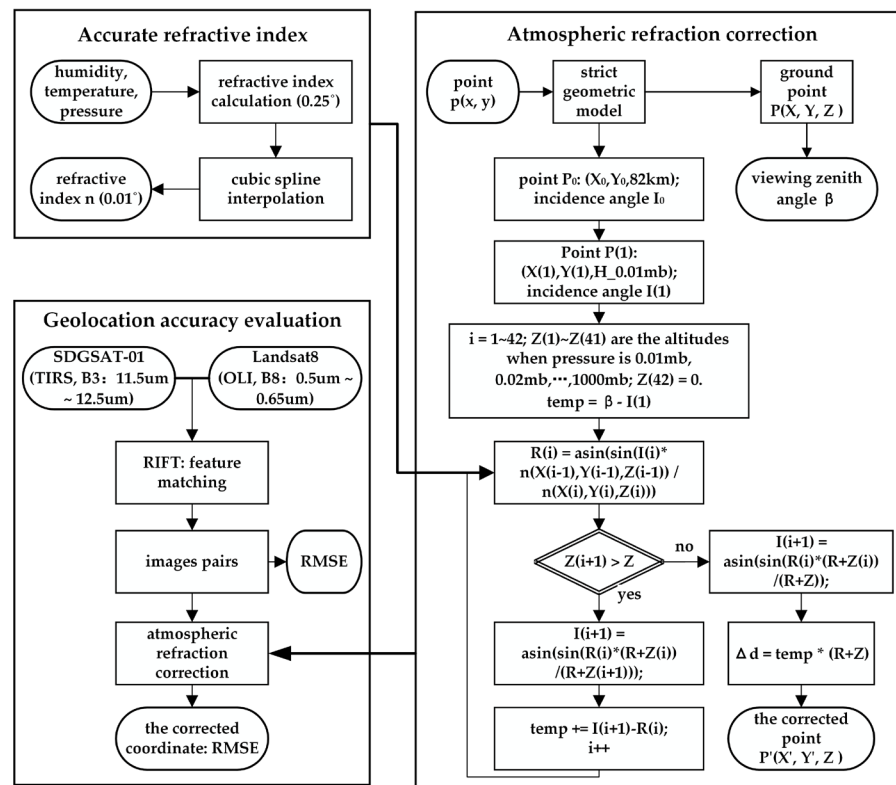 Accurate refractive index
humidity,
temperature,
pressure
refractive index
calculation (0.25°)
refractive
index n (0.01°)
cubic spline
interpolation
Geolocation accuracy evaluation
SDGSAT-01
(TIRS, B3：11.5um
~ 12.5um)
Landsat8
(OLI, B8：0.5um ~
0.65um)
RIFT: feature
matching
images pairs
RMSE
atmospheric
refraction
correction
the corrected
coordinate: RMSE
Atmospheric refraction correction
point
p(x, y)
strict
geometric
model
ground
point
P(X, Y, Z )
viewing zenith
angle β
point P₀: (X₀,Y₀,82km);
incidence angle I₀
Point P(1):
(X(1),Y(1),H_0.01mb);
incidence angle I(1)
i = 1~42; Z(1)~Z(41) are the altitudes
when pressure is 0.01mb,
0.02mb,···,1000mb; Z(42) = 0.
temp = β - I(1)
R(i) = asin(sin(I(i)*
n(X(i-1),Y(i-1),Z(i-1)) /
n(X(i),Y(i),Z(i)))
Z(i+1) > Z
no
yes
I(i+1) =
asin(sin(R(i)*(R+Z(i))
/(R+Z));
I(i+1) =
asin(sin(R(i)*(R+Z(i))
/(R+Z(i+1)));
Δd = temp * (R+Z)
temp += I(i+1)-R(i);
i++
the corrected
point
P'(X', Y', Z )